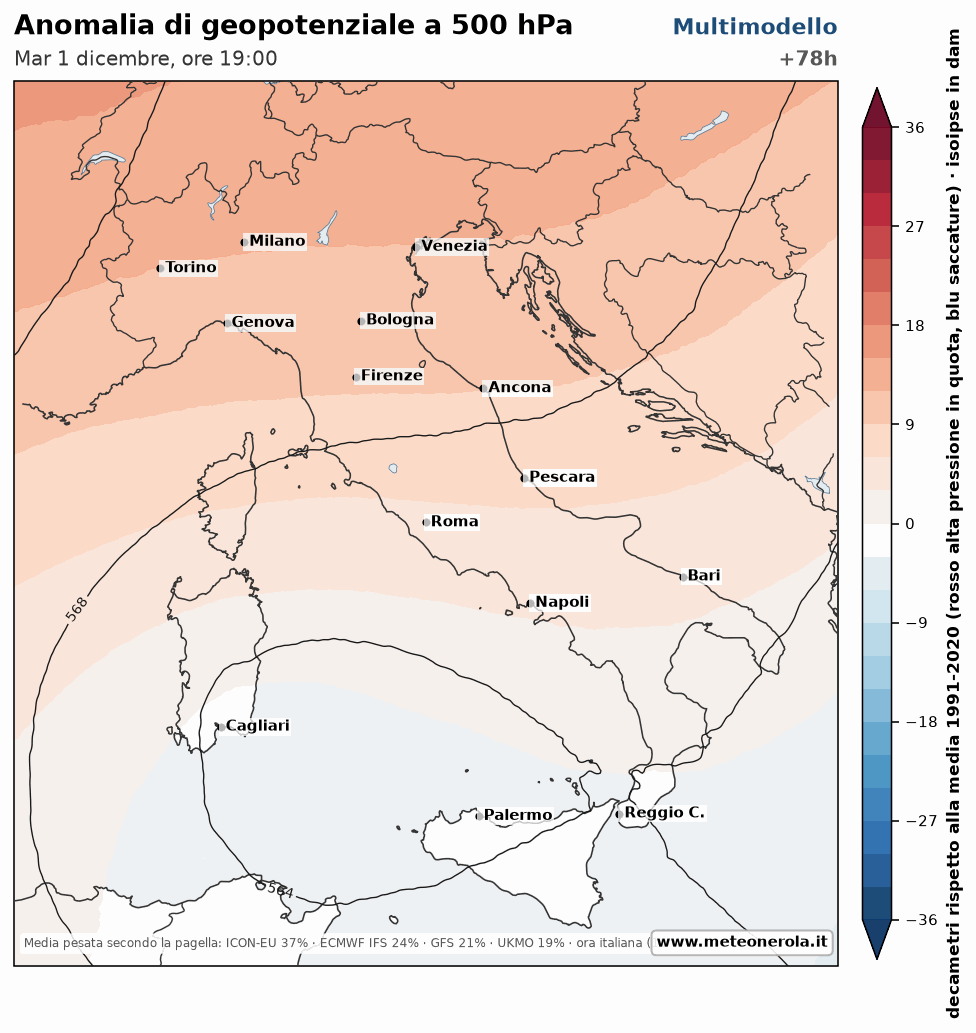 Anomalia di geopotenziale a 500 hPa
Multimodello
Mar 1 dicembre, ore 19:00
+78h
Milano
Venezia
Torino
Genova
Bologna
Firenze
Ancona
Pescara
Roma
Bari
Napoli
568
Cagliari
Palermo
Reggio C.
564
Media pesata secondo la pagella: ICON-EU 37% · ECMWF IFS 24% · GFS 21% · UKMO 19% · ora italiana (
www.meteonerola.it
36
27
18
9
0
−9
−18
−27
−36
decametri rispetto alla media 1991-2020 (rosso alta pressione in quota, blu saccature) · isoipse in dam